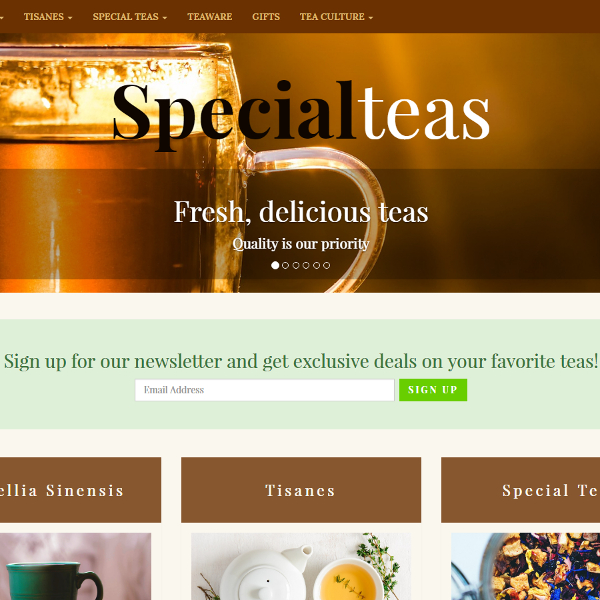 TISANES SPECIAL TEAS TEAWARE GIFTS TEA CULTURE
Specialteas
Fresh, delicious teas
Quality is our priority
Sign up for our newsletter and get exclusive deals on your favorite teas!
Email Address SIGN UP
ellia Sinensis Tisanes Special Te